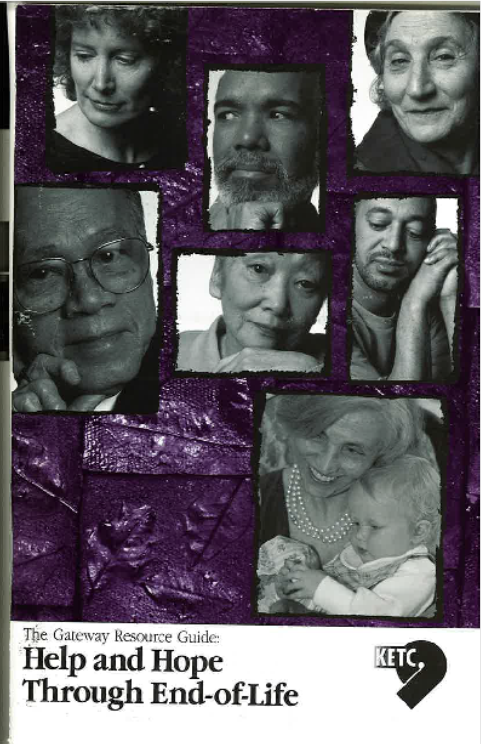 The Gateway Resource Guide:
Help and Hope
Through End-of-Life
KETC
9